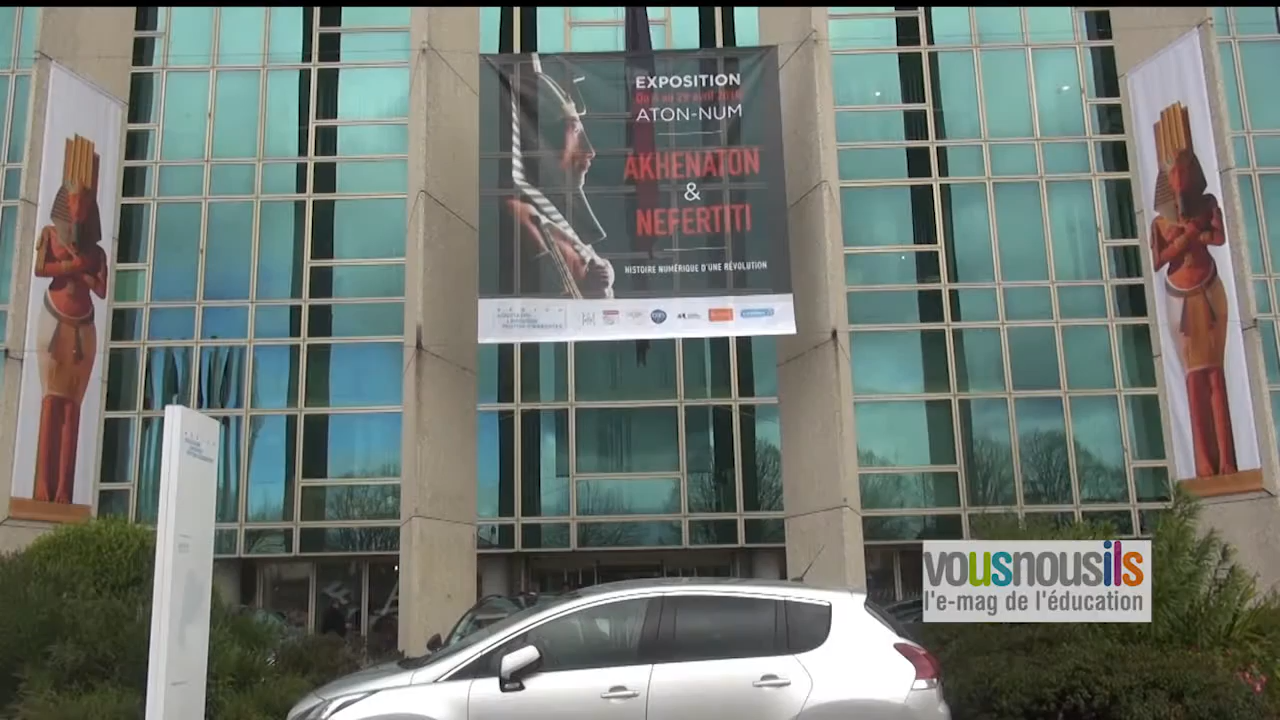 EXPOSITION
ATON-NUM
AKHENATON
&
NEFERTITI
HISTOIRE NUMÉRIQUE D'UNE RÉVOLUTION
vousnousils
l'e-mag de l'éducation